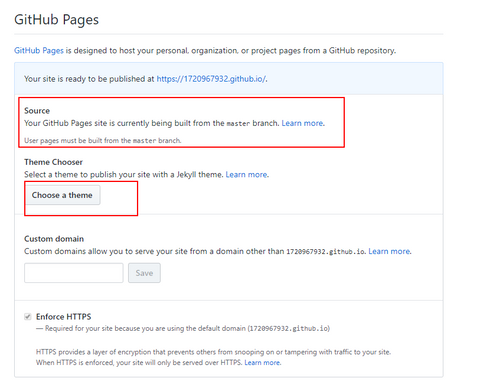 GitHub Pages
GitHub Pages is designed to host your personal, organization, or project pages from a GitHub repository.
Your site is ready to be published at https://1720967932.github.io/.
Source
Your GitHub Pages site is currently being built from the master branch. Learn more.
User pages must be built from the master branch.
Theme Chooser
Select a theme to publish your site with a Jekyll theme. Learn more.
Choose a theme
Custom domain
Custom domains allow you to serve your site from a domain other than 1720967932.github.io. Learn more.
Save
Enforce HTTPS
— Required for your site because you are using the default domain (1720967932.github.io)
HTTPS provides a layer of encryption that prevents others from snooping on or tampering with traffic to your site.
When HTTPS is enforced, your site will only be served over HTTPS. Learn more.